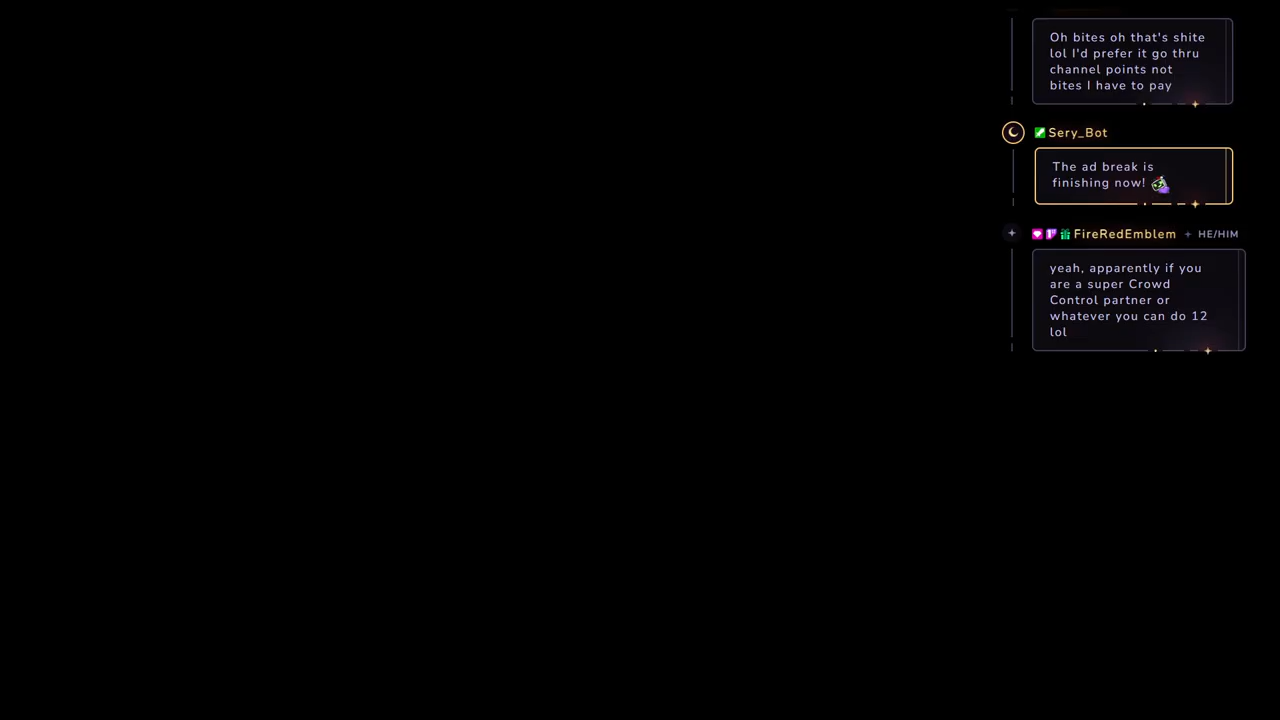 Oh bites oh that's shite
lol I'd prefer it go thru
channel points not
bites I have to pay
Sery_Bot
The ad break is
finishing now!
FireRedEmblem + HE/HIM
yeah, apparently if you
are a super Crowd
Control partner or
whatever you can do 12
lol